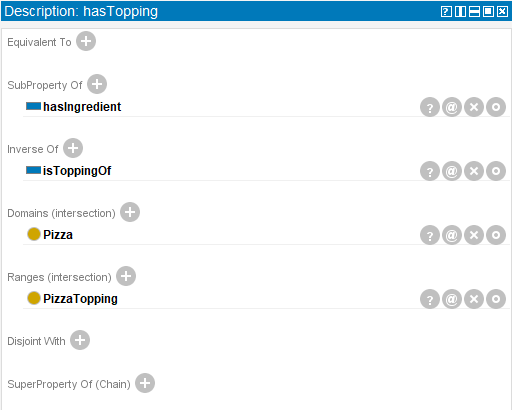 Description: hasTopping
Equivalent To
SubProperty Of
hasIngredient
Inverse Of
isToppingOf
Domains (intersection)
Pizza
Ranges (intersection)
PizzaTopping
Disjoint With
SuperProperty Of (Chain)